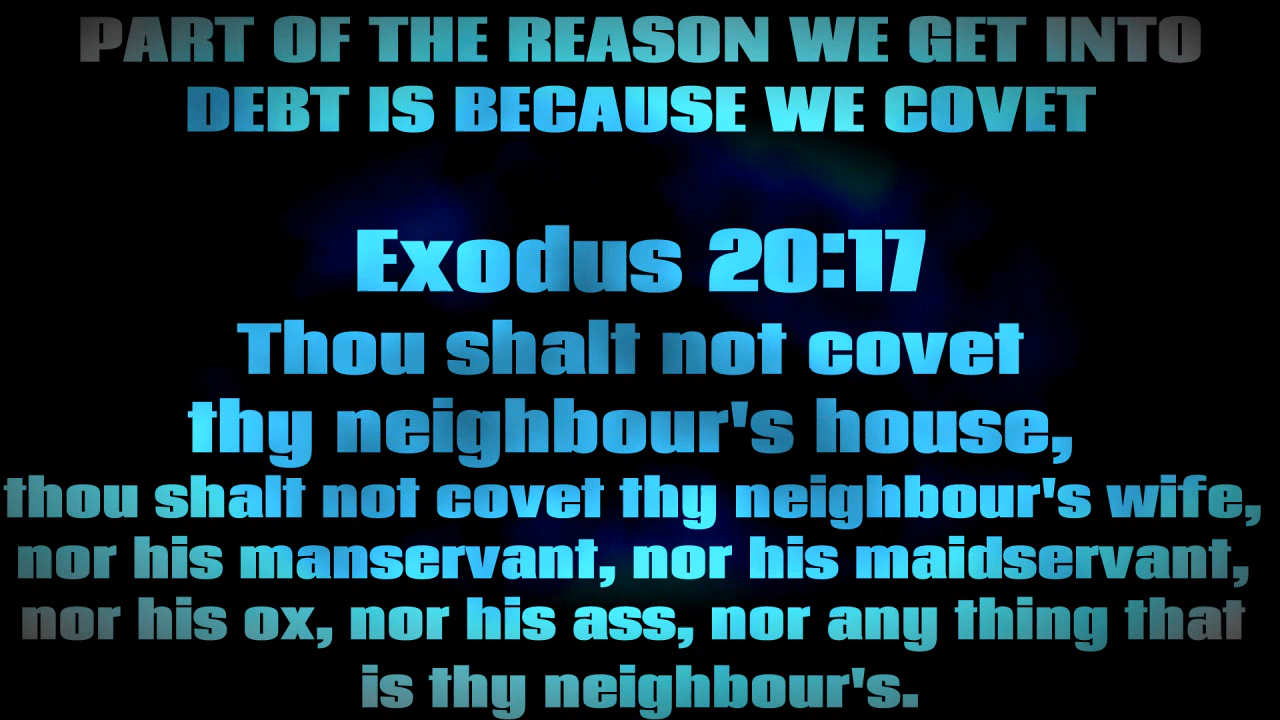 PART OF THE REASON WE GET INTO
DEBT IS BECAUSE WE COVET
Exodus 20:17
Thou shalt not covet
thy neighbour's house,
thou shalt not covet thy neighbour's wife,
nor his manservant, nor his maidservant,
nor his ox, nor his ass, nor any thing that
is thy neighbour's.